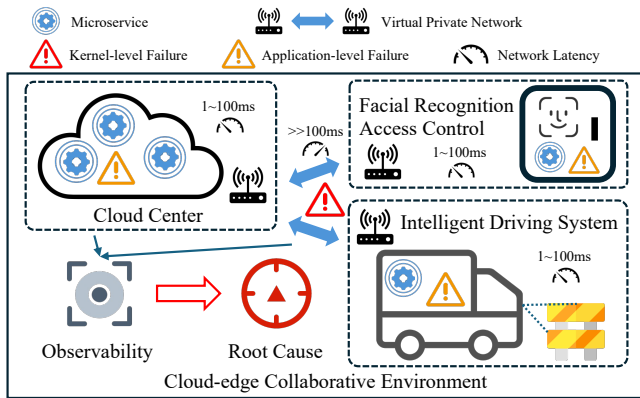 Microservice
Virtual Private Network
Kernel-level Failure
Application-level Failure
Network Latency
1~100ms
Cloud Center
>>100ms
Facial Recognition
Access Control
1~100ms
Intelligent Driving System
1~100ms
Observability
Root Cause
Cloud-edge Collaborative Environment